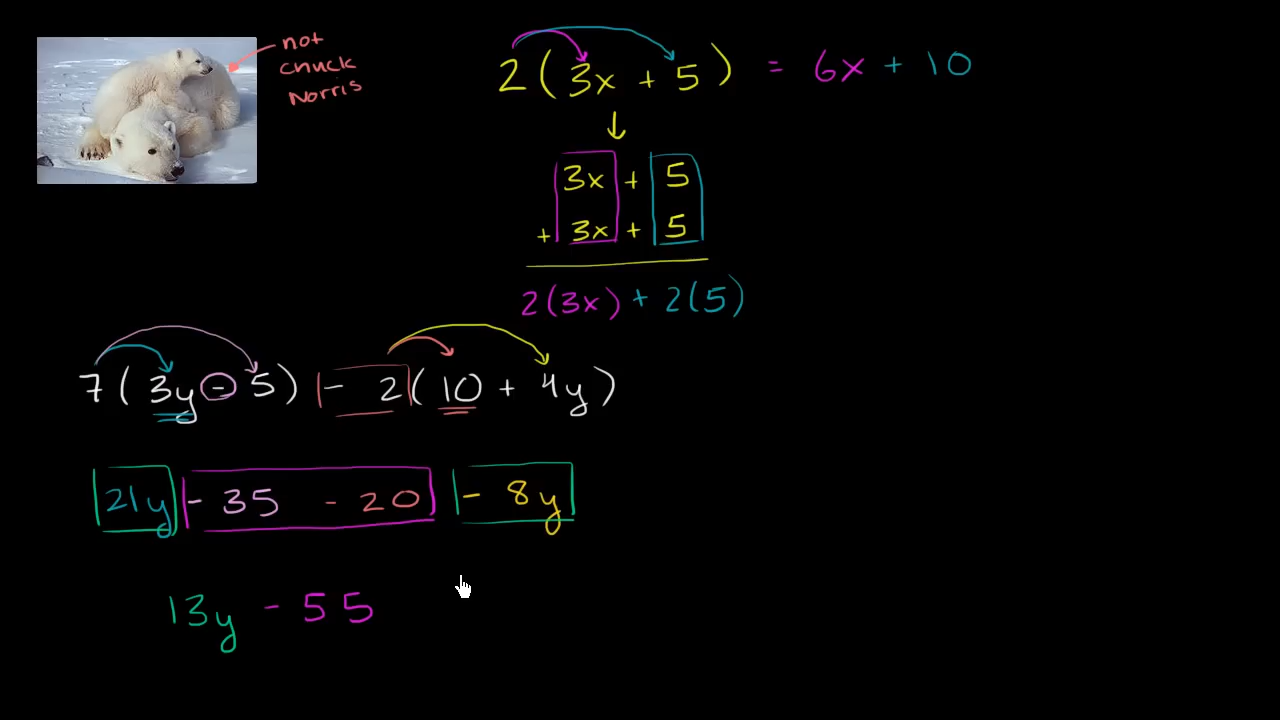 not
chuck
Norris
2(3x + 5) = 6x + 10
↓
3x + 5
+ 3x + 5
2(3x) + 2(5)
7(3y - 5) - 2(10 + 4y)
21y - 35 - 20 - 8y
13y - 55